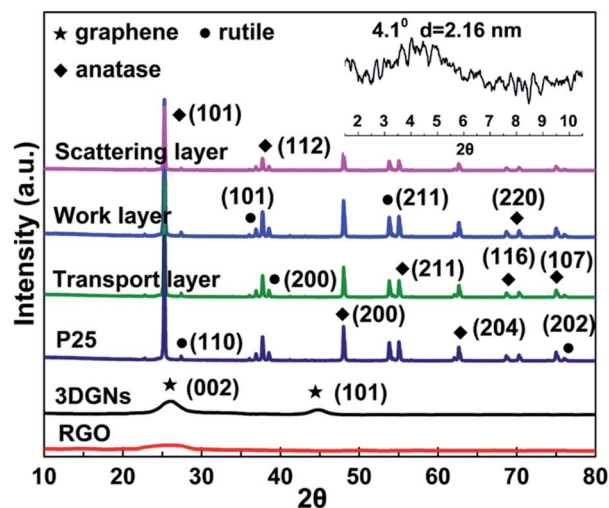 ★ graphene ● rutile
◆ anatase
4.1⁰ d=2.16 nm
2 3 4 5 6 7 8 9 10
2θ
◆ (101)
Scattering layer
◆ (112)
(101)
●
● (211)
(220)
◆
Work layer
Transport layer
● (200)
◆ (211)
(116)
◆
(107)
◆
P25
● (110)
◆ (200)
◆ (204)
(202)
●
3DGNs
★ (002)
★ (101)
RGO
Intensity (a.u.)
10 20 30 40 50 60 70 80
2θ